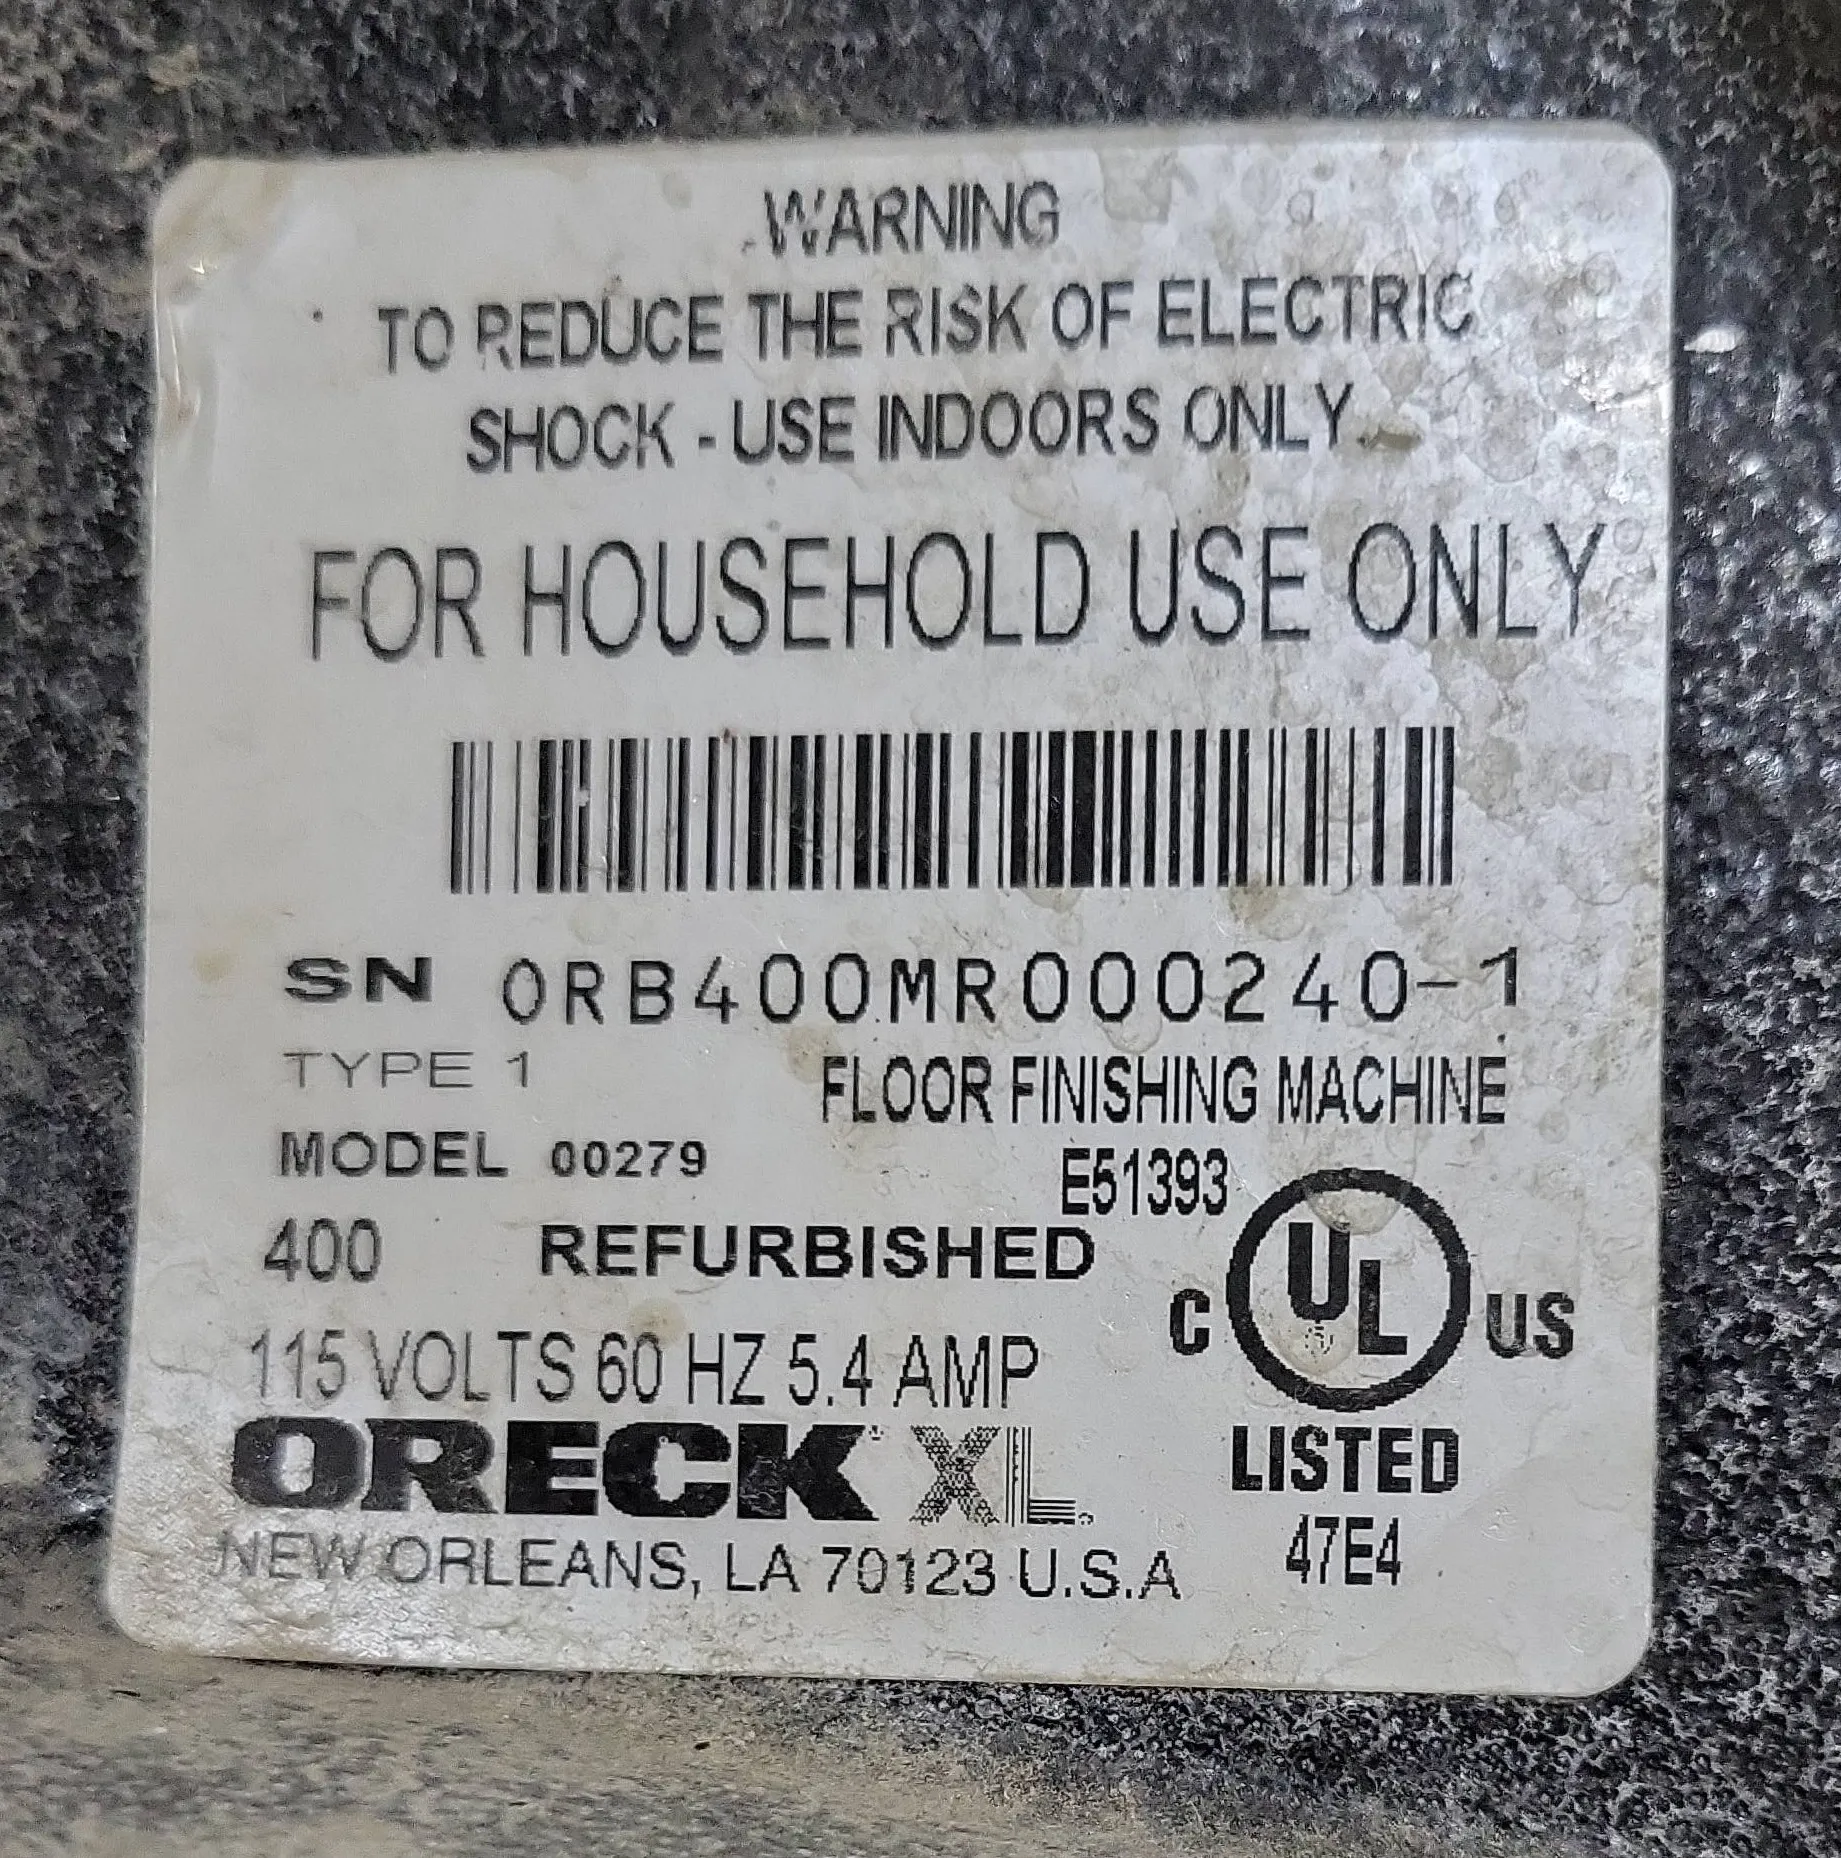 WARNING
TO REDUCE THE RISK OF ELECTRIC
SHOCK - USE INDOORS ONLY
FOR HOUSEHOLD USE ONLY
SN 0RB400MR000240-1
TYPE 1 FLOOR FINISHING MACHINE
MODEL 00279 E51393
400 REFURBISHED
C UL US
115 VOLTS 60 HZ 5.4 AMP
ORECK XL
LISTED
NEW ORLEANS, LA 70123 U.S.A
47E4